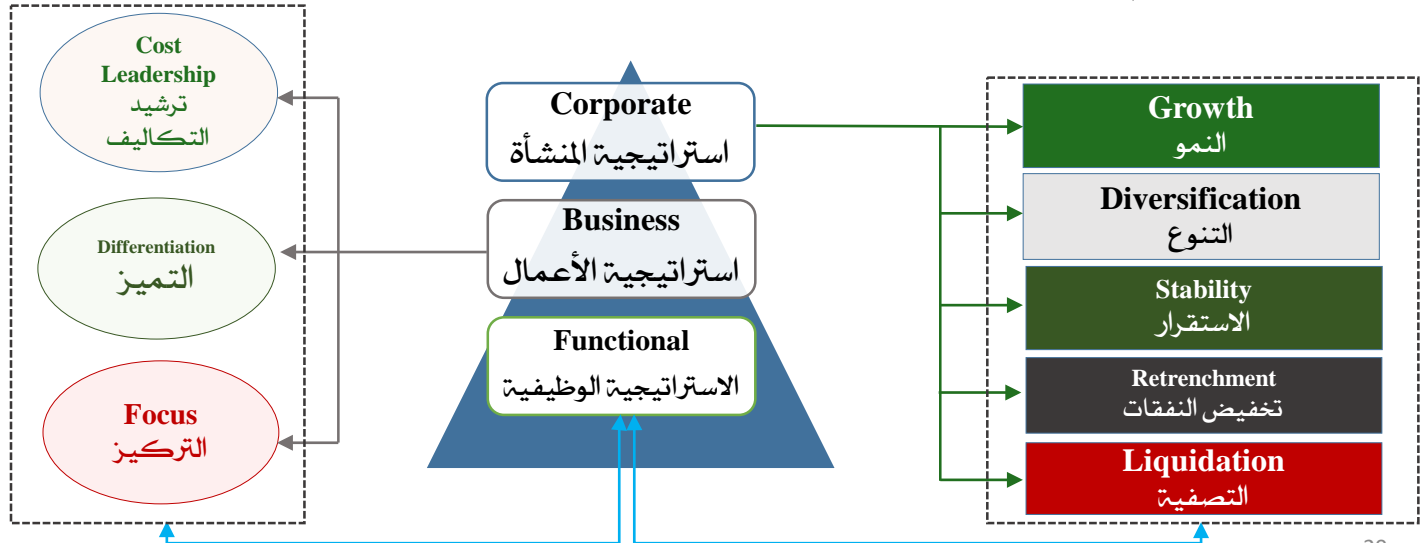 Cost
Leadership
ترشيد
التكاليف
Differentiation
التميز
Focus
التركيز
Corporate
استراتيجية المنشأة
Business
استراتيجية الأعمال
Functional
الاستراتيجية الوظيفية
Growth
النمو
Diversification
التنوع
Stability
الاستقرار
Retrenchment
تخفيض النفقات
Liquidation
التصفية